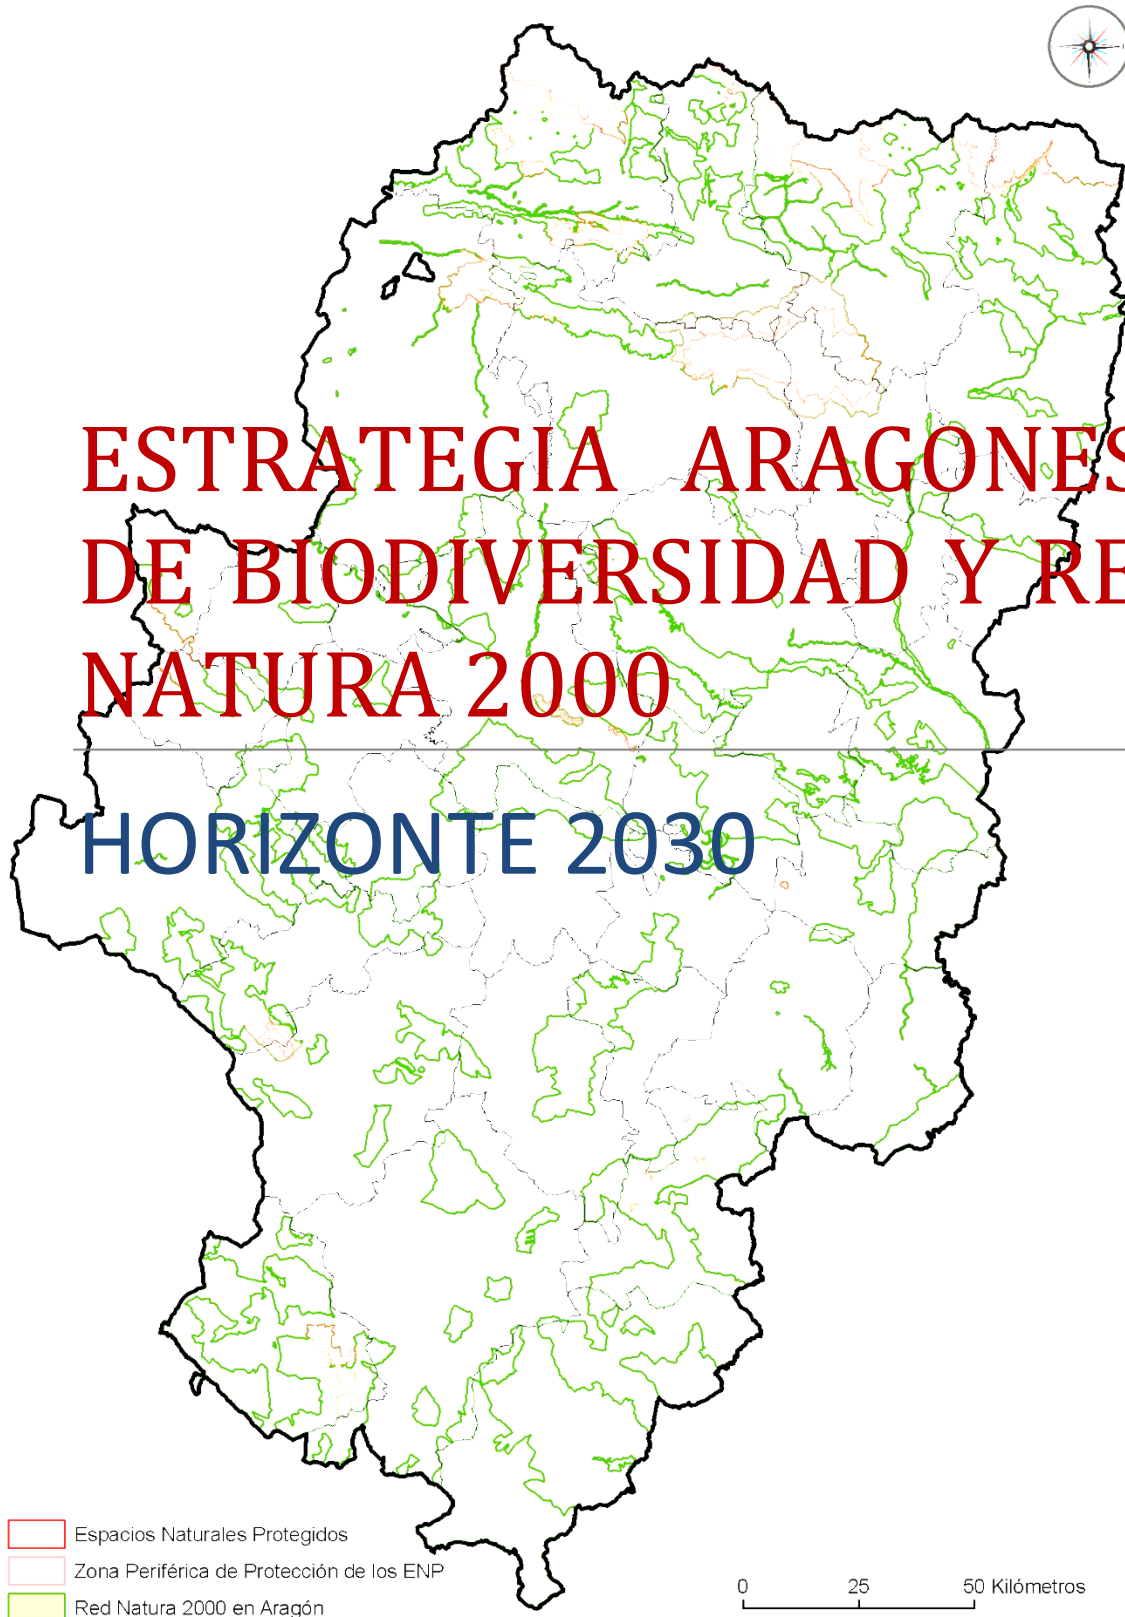 ESTRATEGIA ARAGONES
DE BIODIVERSIDAD Y RE
NATURA 2000
HORIZONTE 2030
Espacios Naturales Protegidos
Zona Periférica de Protección de los ENP
Red Natura 2000 en Aragón
0 25 50 Kilómetros